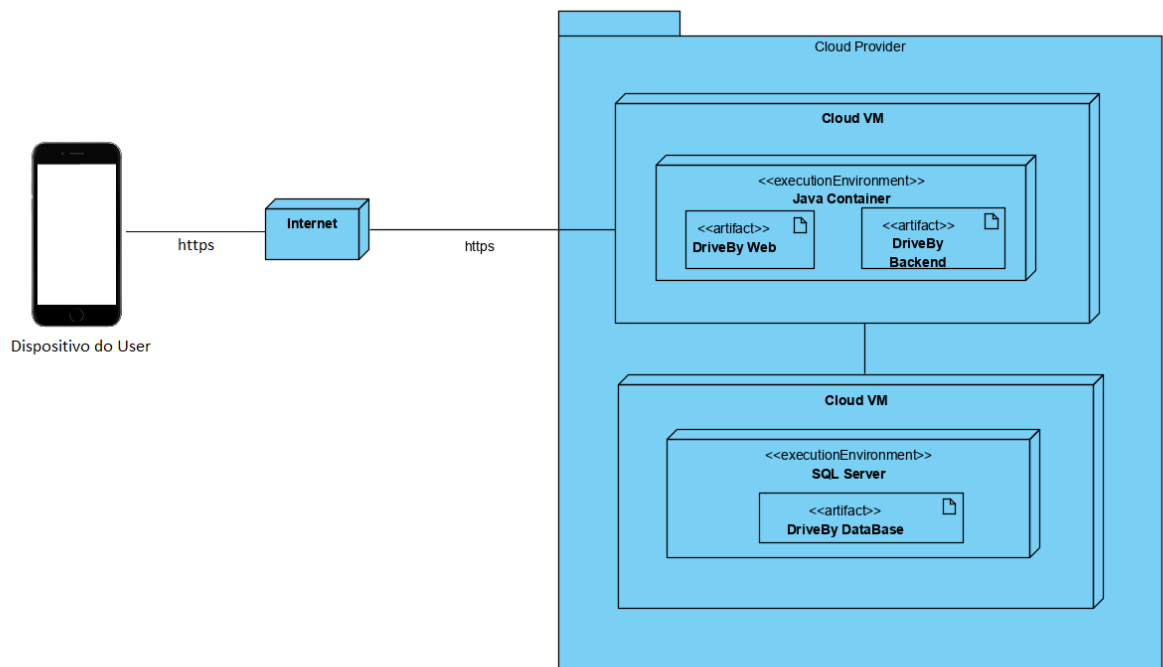 Cloud Provider
Cloud VM
<<executionEnvironment>>
Java Container
<<artifact>>
DriveBy Web
<<artifact>>
DriveBy
Backend
Internet
https
https
Dispositivo do User
Cloud VM
<<executionEnvironment>>
SQL Server
<<artifact>>
DriveBy DataBase